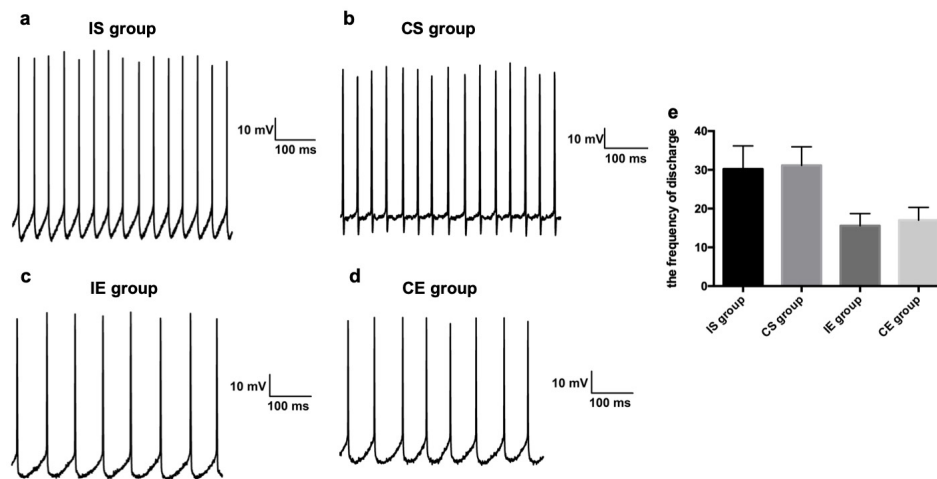 a
IS group
10 mV
100 ms
b
CS group
10 mV
100 ms
c
IE group
10 mV
100 ms
d
CE group
10 mV
100 ms
e
the frequency of discharge
40
30
20
10
0
IS group
CS group
IE group
CE group